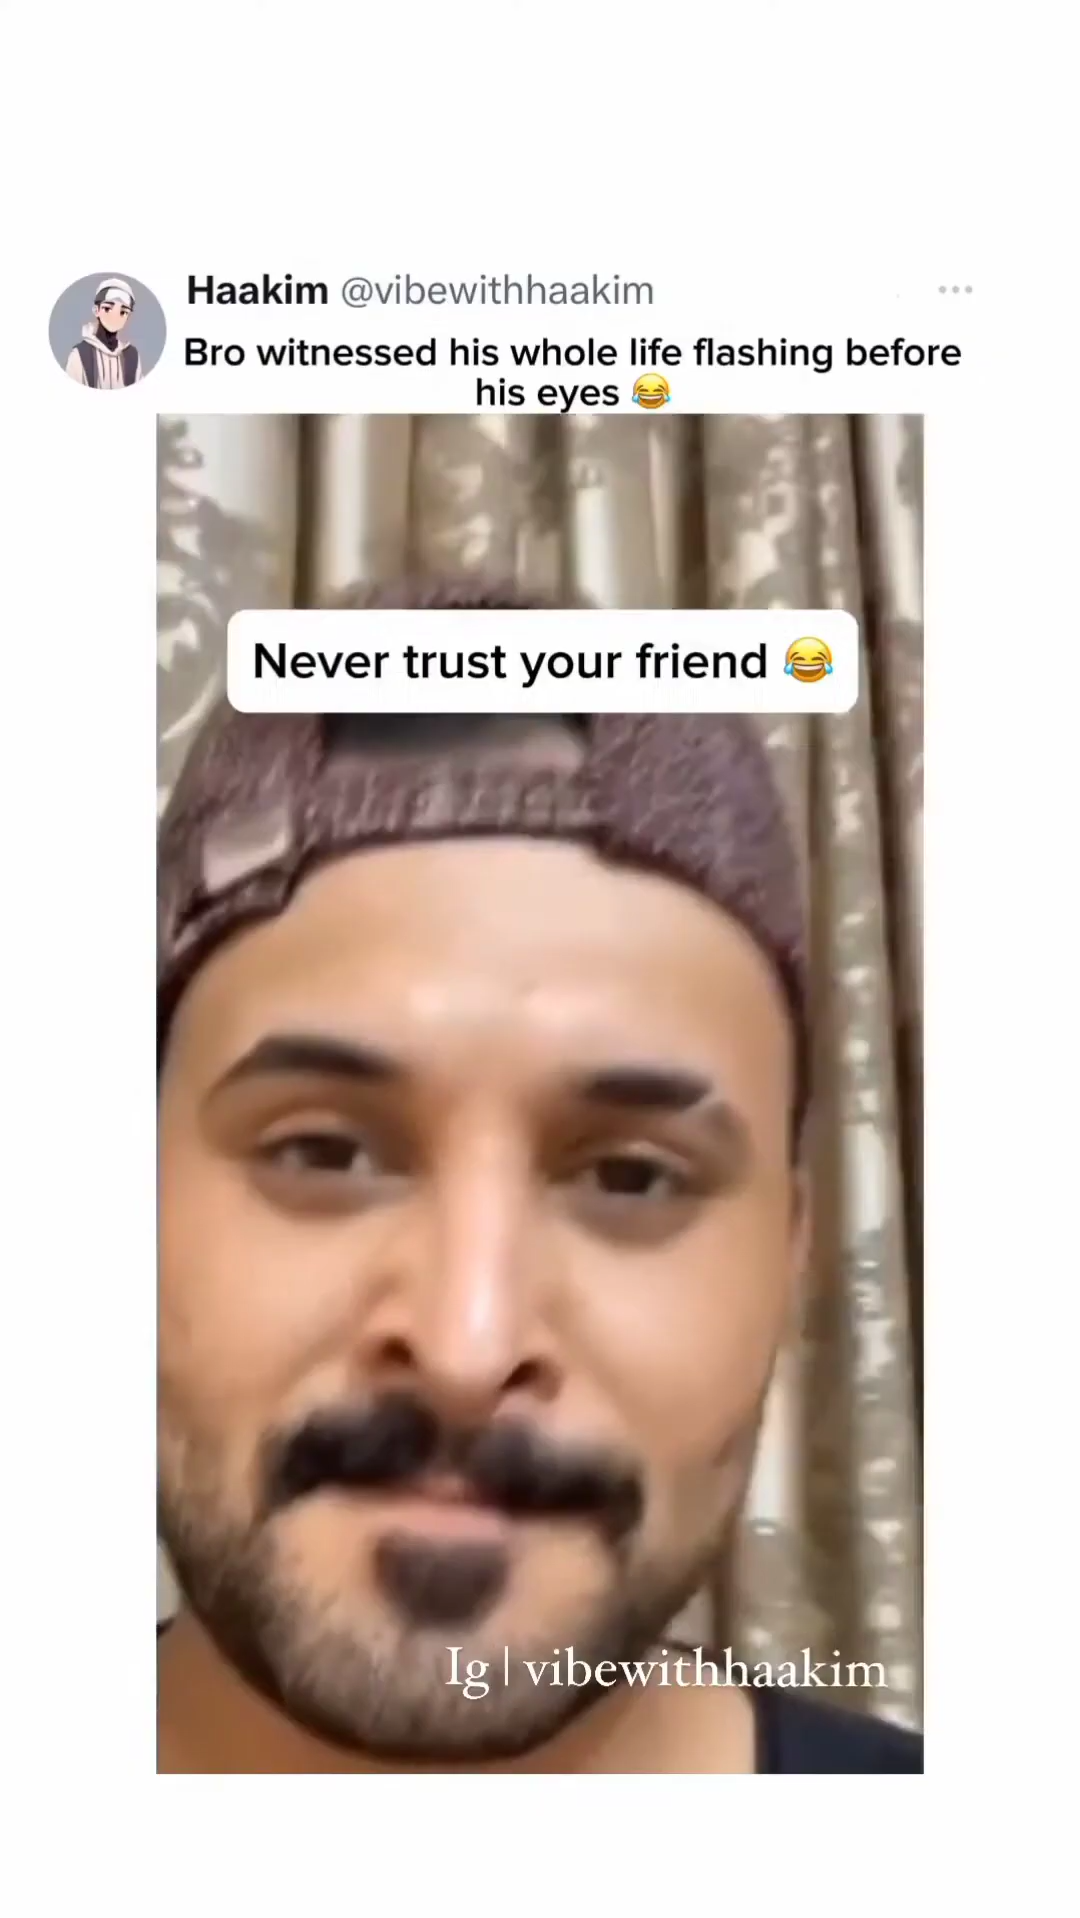 Haakim @vibewithhaakim
Bro witnessed his whole life flashing before
his eyes 😂
Never trust your friend 😂
Ig | vibewithhaakim